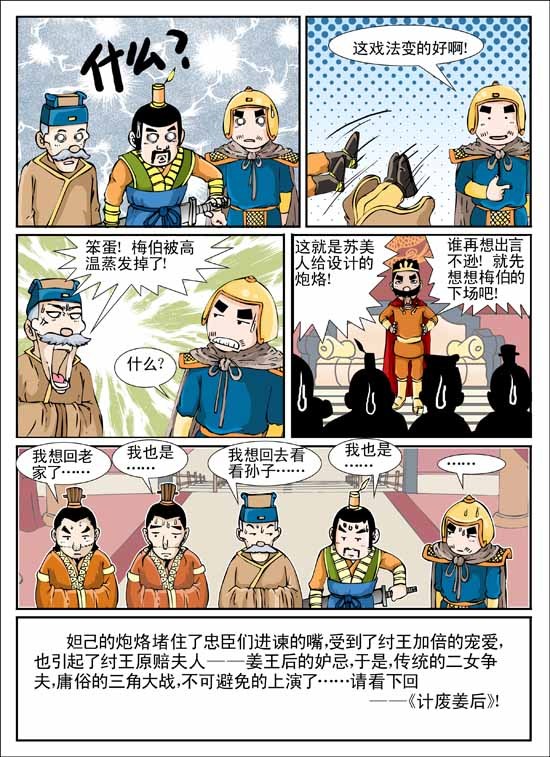 什么?
这戏法变的好啊!
笨蛋! 梅伯被高
温蒸发掉了!
什么?
这就是苏美
人给设计的
炮烙!
谁再想出言
不逊! 就先
想想梅伯的
下场吧!
我想回老
家了……
我也是
……
我想回去看
看孙子……
我也是
……
……
妲己的炮烙堵住了忠臣们进谏的嘴,受到了纣王加倍的宠爱,
也引起了纣王原赔夫人——姜王后的妒忌,于是,传统的二女争
夫,庸俗的三角大战,不可避免的上演了……请看下回
——《计废姜后》!